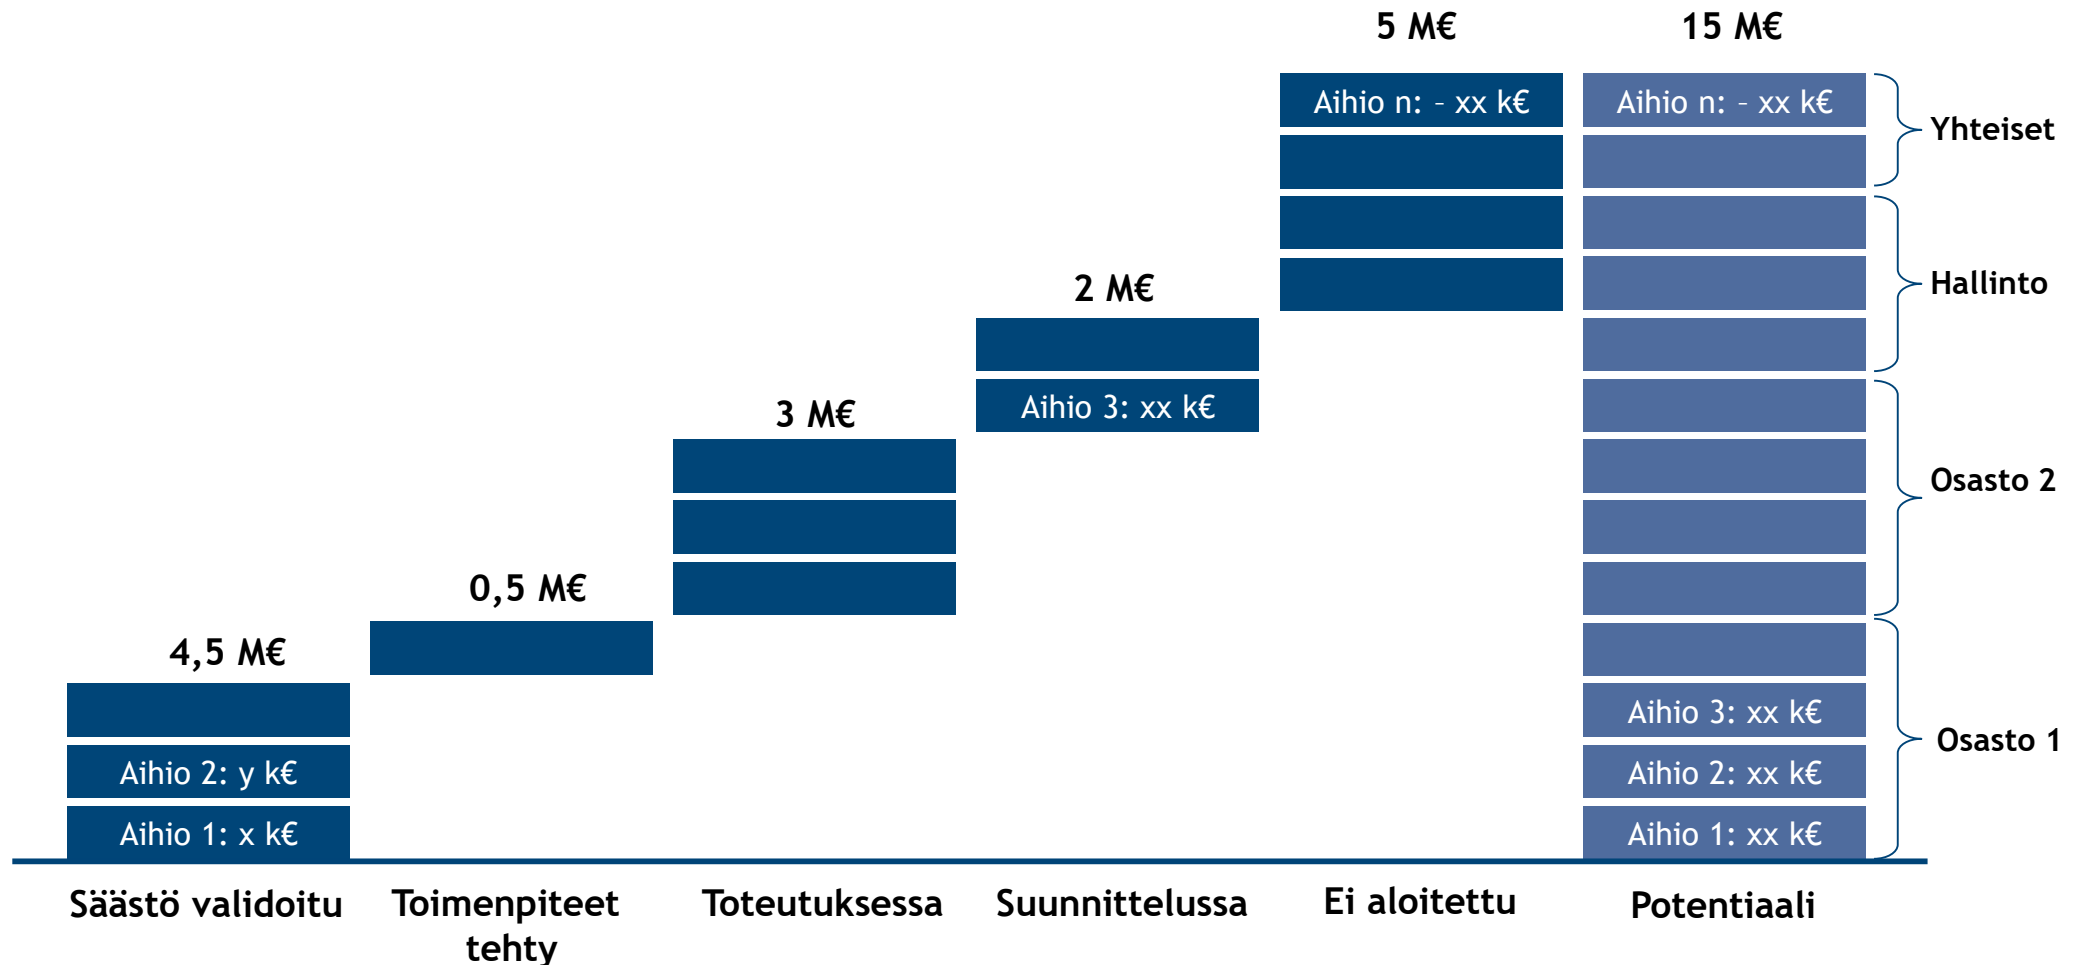 5 M€
15 M€
Aihio n: – xx k€
Aihio n: – xx k€
Yhteiset
2 M€
Hallinto
3 M€
Aihio 3: xx k€
Osasto 2
0,5 M€
4,5 M€
Aihio 3: xx k€
Osasto 1
Aihio 2: y k€
Aihio 2: xx k€
Aihio 1: x k€
Aihio 1: xx k€
Säästö validoitu
Toimenpiteet
tehty
Toteutuksessa
Suunnittelussa
Ei aloitettu
Potentiaali